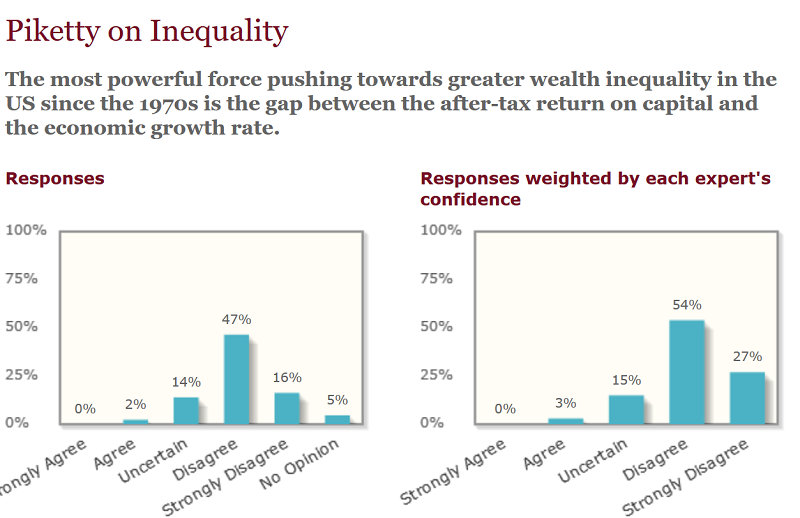 Piketty on Inequality
The most powerful force pushing towards greater wealth inequality in the
US since the 1970s is the gap between the after-tax return on capital and
the economic growth rate.
Responses
100%
75%
50%
25%
0%
0%
2%
14%
47%
16%
5%
rongly Agree
Agree
Uncertain
Disagree
Strongly Disagree
No Opinion
Responses weighted by each expert's
confidence
100%
75%
50%
25%
0%
0%
3%
15%
54%
27%
Strongly Agree
Agree
Uncertain
Disagree
Strongly Disagree